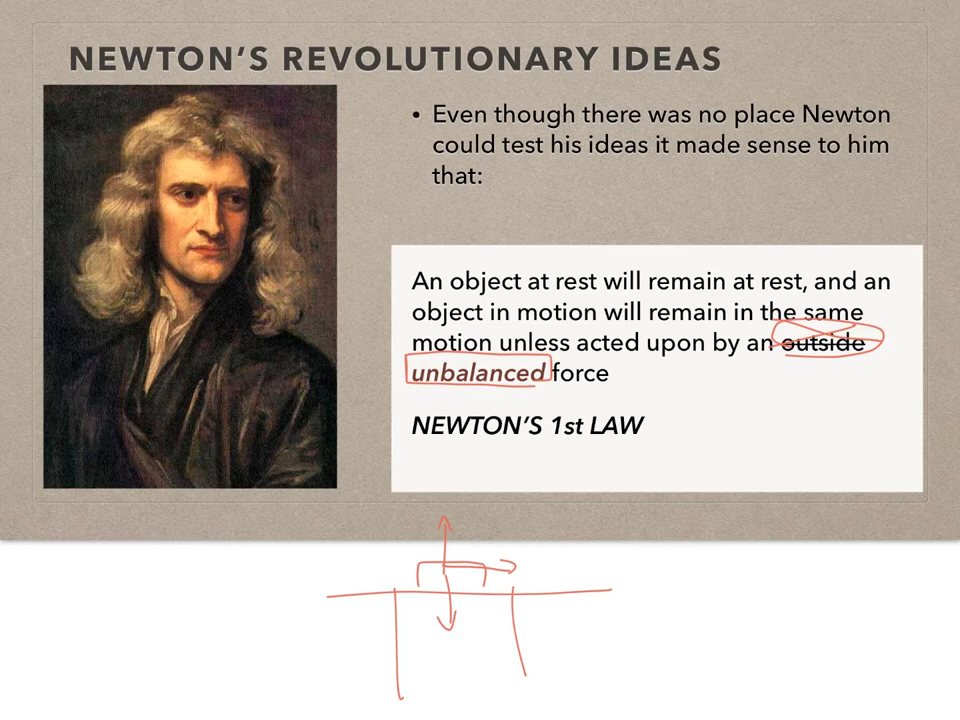 NEWTON'S REVOLUTIONARY IDEAS
• Even though there was no place Newton
could test his ideas it made sense to him
that:
An object at rest will remain at rest, and an
object in motion will remain in the same
motion unless acted upon by an outside
unbalanced force
NEWTON'S 1st LAW